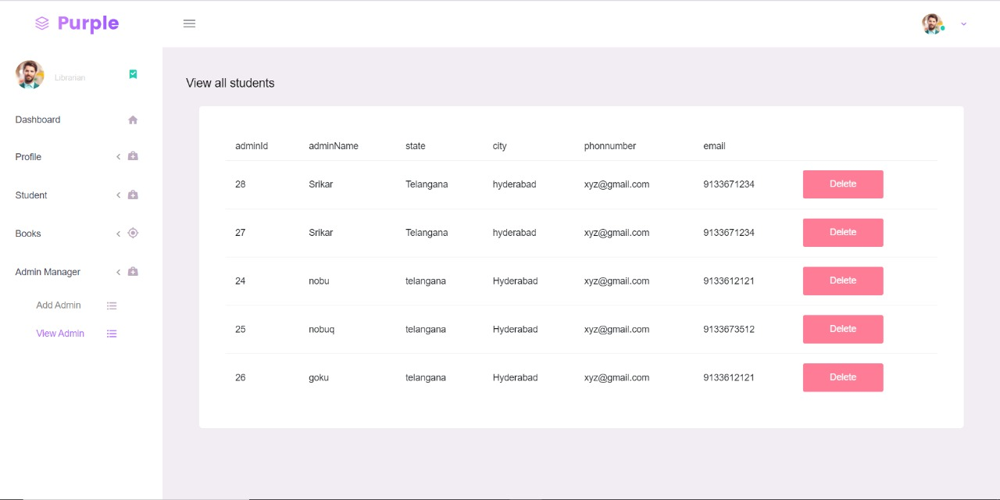 Purple
Librarian
Dashboard
Profile
Student
Books
Admin Manager
Add Admin
View Admin
View all students
adminId adminName state city phonnumber email
28 Srikar Telangana hyderabad xyz@gmail.com 9133671234 Delete
27 Srikar Telangana hyderabad xyz@gmail.com 9133671234 Delete
24 nobu telangana Hyderabad xyz@gmail.com 9133612121 Delete
25 nobuq telangana Hyderabad xyz@gmail.com 9133673512 Delete
26 goku telangana Hyderabad xyz@gmail.com 9133612121 Delete